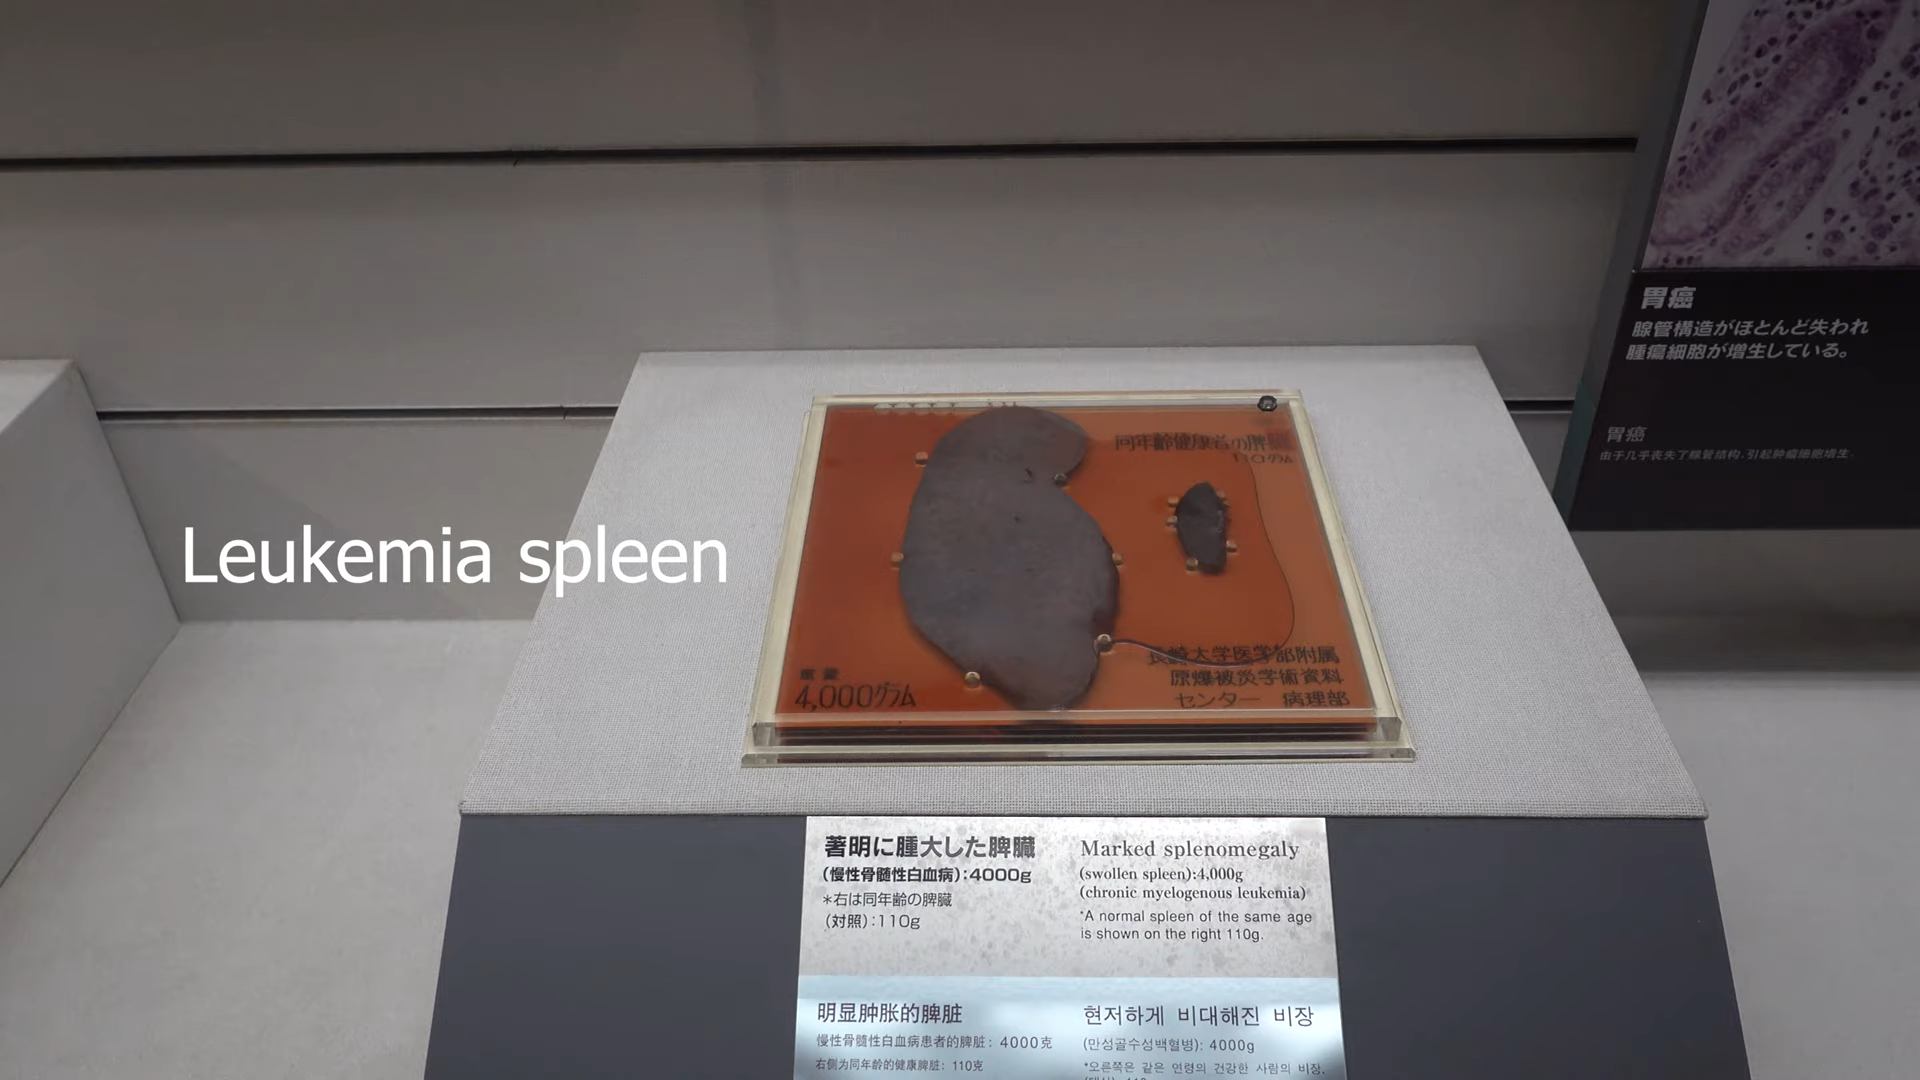 胃癌
腺管構造がほとんど失われ
腫瘍細胞が増生している。
胃癌
由于几乎丧失了腺管结构,引起肿瘤细胞增生.
Leukemia spleen
同年齢健康者の脾臓
110グラム
重量
4,000グラム
長崎大学医学部附属
原爆被災学術資料
センター 病理部
著明に腫大した脾臓
(慢性骨髄性白血病):4000g
*右は同年齢の脾臓
(対照):110g
Marked splenomegaly
(swollen spleen):4,000g
(chronic myelogenous leukemia)
*A normal spleen of the same age
is shown on the right 110g.
明显肿胀的脾脏
慢性骨髓性白血病患者的脾脏: 4000克
右侧为同年龄的健康脾脏: 110克
현저하게 비대해진 비장
(만성골수성백혈병): 4000g
*오른쪽은 같은 연령의 건강한 사람의 비장.